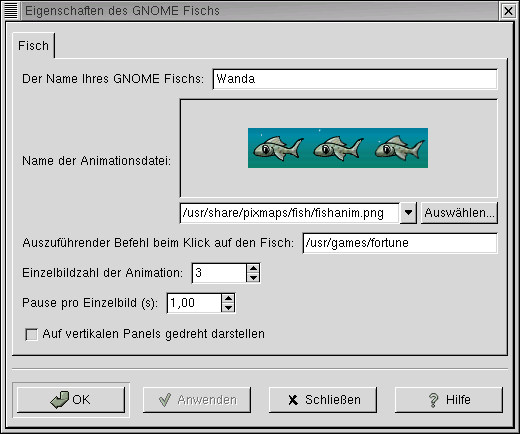 Eigenschaften des GNOME Fischs
Fisch
Der Name Ihres GNOME Fischs: Wanda
Name der Animationsdatei:
/usr/share/pixmaps/fish/fishanim.png Auswählen...
Auszuführender Befehl beim Klick auf den Fisch: /usr/games/fortune
Einzelbildzahl der Animation: 3
Pause pro Einzelbild (s): 1,00
Auf vertikalen Panels gedreht darstellen
OK Anwenden Schließen Hilfe